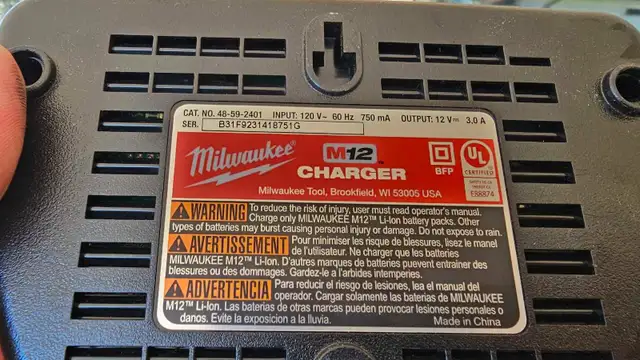 CAT. NO. 48-59-2401 INPUT: 120 V~ 60 Hz 750 mA OUTPUT: 12 V⎓ 3.0 A
SER. B31F9231418751G
Milwaukee M12 CHARGER
BFP
UL CERTIFIED
E88874
Milwaukee Tool, Brookfield, WI 53005 USA
WARNING To reduce the risk of injury, user must read operator's manual.
Charge only MILWAUKEE M12™ Li-Ion battery packs. Other
types of batteries may burst causing personal injury or damage. Do not expose to rain.
AVERTISSEMENT Pour minimiser les risques de blessures, lisez le manel
de l'utilisateur. Ne charger que les batteries
MILWAUKEE M12™ Li-Ion. D'autres marques de batteries puevent entraîner des
blessures ou des dommages. Gardez-le a l'arbides intemperies.
ADVERTENCIA Para reducir el riesgo de lesiones, lea el manual del
operador. Cargar solamente las baterias de MILWAUKEE
M12™ Li-Ion. Las baterias de otras marcas pueden provocar lesiones personales o
danos. Evite la exposicion a la lluvia.
Made in China